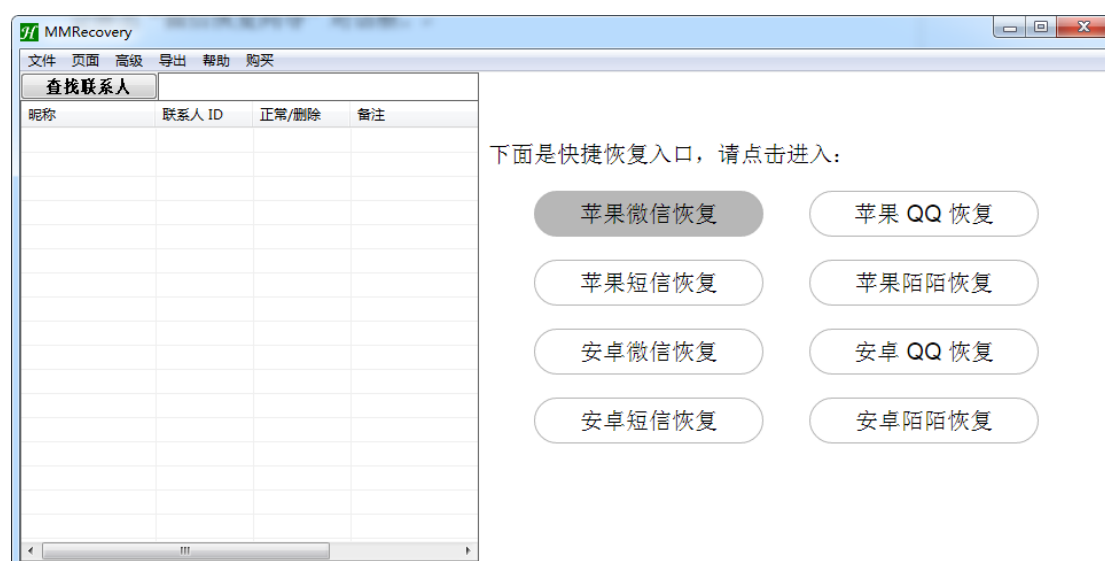 MMRecovery
文件 页面 高级 导出 帮助 购买
查找联系人
昵称 联系人 ID 正常/删除 备注
下面是快捷恢复入口，请点击进入：
苹果微信恢复 苹果 QQ 恢复
苹果短信恢复 苹果陌陌恢复
安卓微信恢复 安卓 QQ 恢复
安卓短信恢复 安卓陌陌恢复